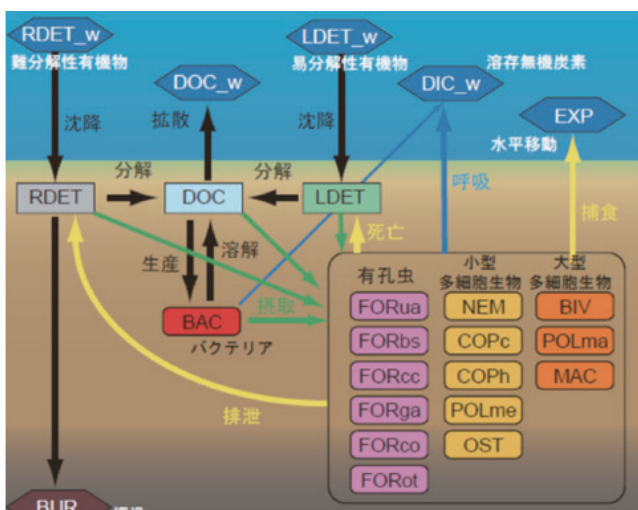 RDET_w
難分解性有機物
LDET_w
易分解性有機物
溶存無機炭素
DOC_w
DIC_w
EXP
水平移動
沈降
拡散
沈降
分解
分解
呼吸
捕食
RDET
DOC
LDET
死亡
生産
溶解
摂取
BAC
バクテリア
排泄
有孔虫
小型
多細胞生物
大型
多細胞生物
FORua
NEM
BIV
FORbs
COPc
POLma
FORcc
COPh
MAC
FORga
POLme
FORco
OST
FORot
BUR